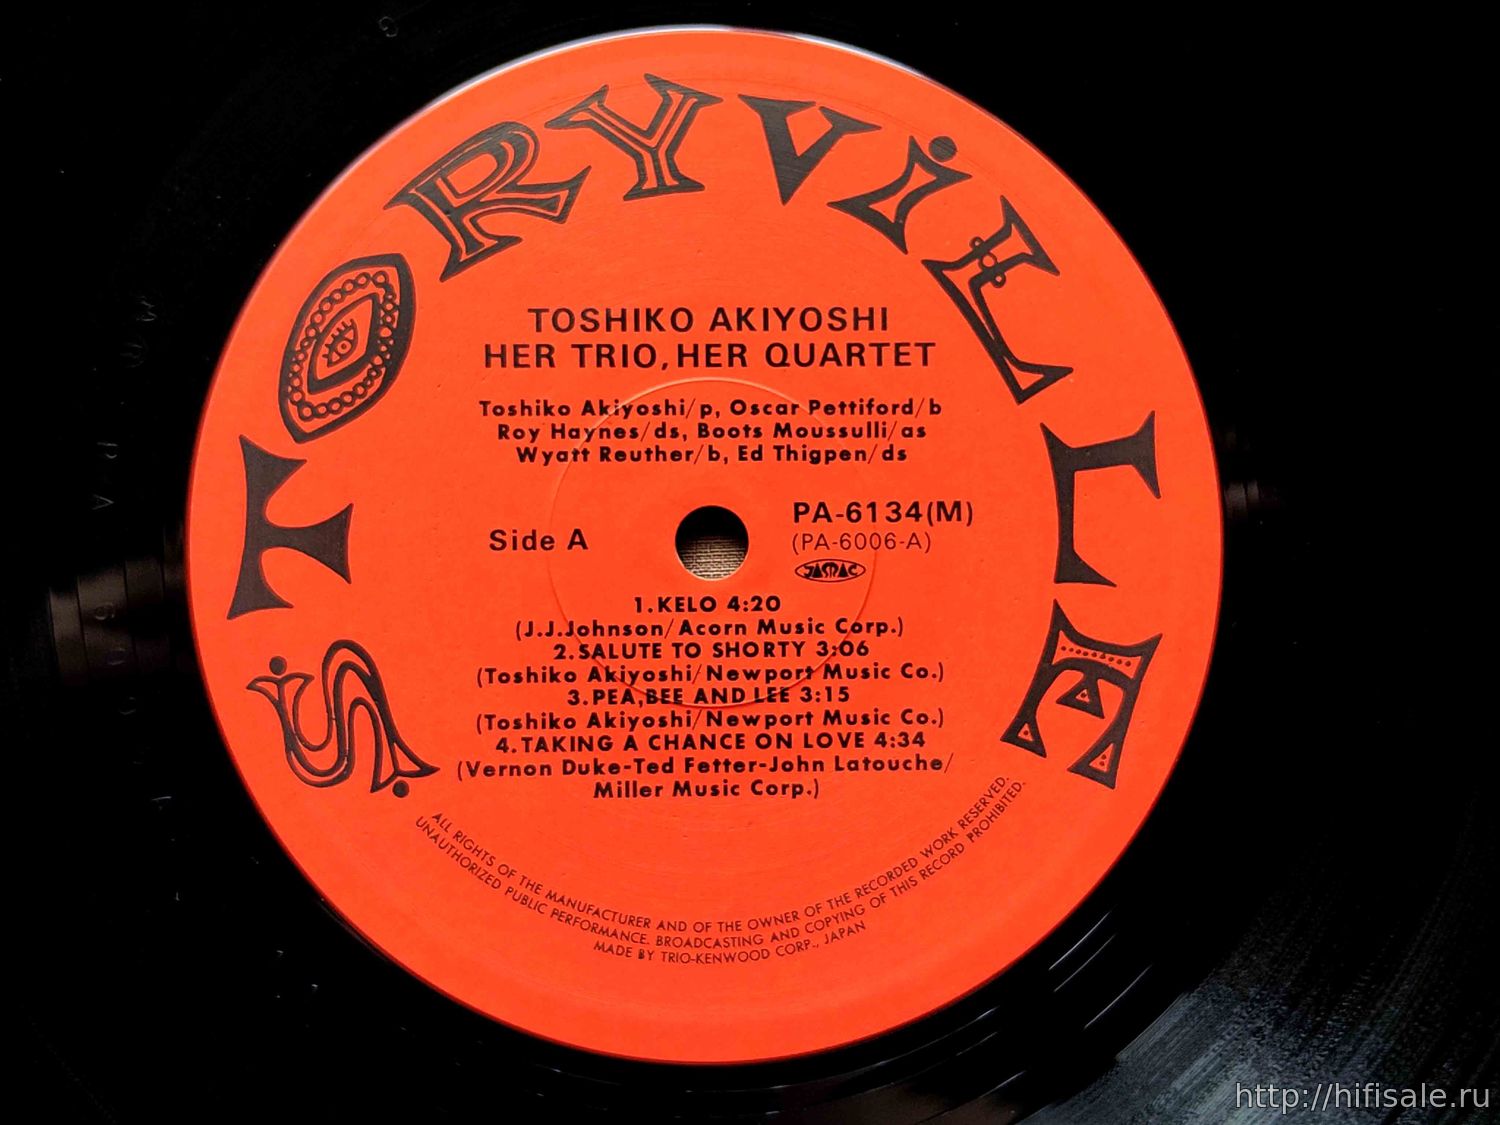 STORYViLLE
TOSHIKO AKIYOSHI
HER TRIO, HER QUARTET
Toshiko Akiyoshi/p, Oscar Pettiford/b
Roy Haynes/ds, Boots Moussulli/as
Wyatt Reuther/b, Ed Thigpen/ds
Side A
PA-6134(M)
(PA-6006-A)
JASRAC
1.KELO 4:20
(J.J.Johnson/Acorn Music Corp.)
2.SALUTE TO SHORTY 3:06
(Toshiko Akiyoshi/Newport Music Co.)
3.PEA,BEE AND LEE 3:15
(Toshiko Akiyoshi/Newport Music Co.)
4.TAKING A CHANCE ON LOVE 4:34
(Vernon Duke-Ted Fetter-John Latouche/
Miller Music Corp.)
ALL RIGHTS OF THE MANUFACTURER AND OF THE OWNER OF THE RECORDED WORK RESERVED.
UNAUTHORIZED PUBLIC PERFORMANCE. BROADCASTING AND COPYING OF THIS RECORD PROHIBITED.
MADE BY TRIO-KENWOOD CORP., JAPAN
http://hifisale.ru